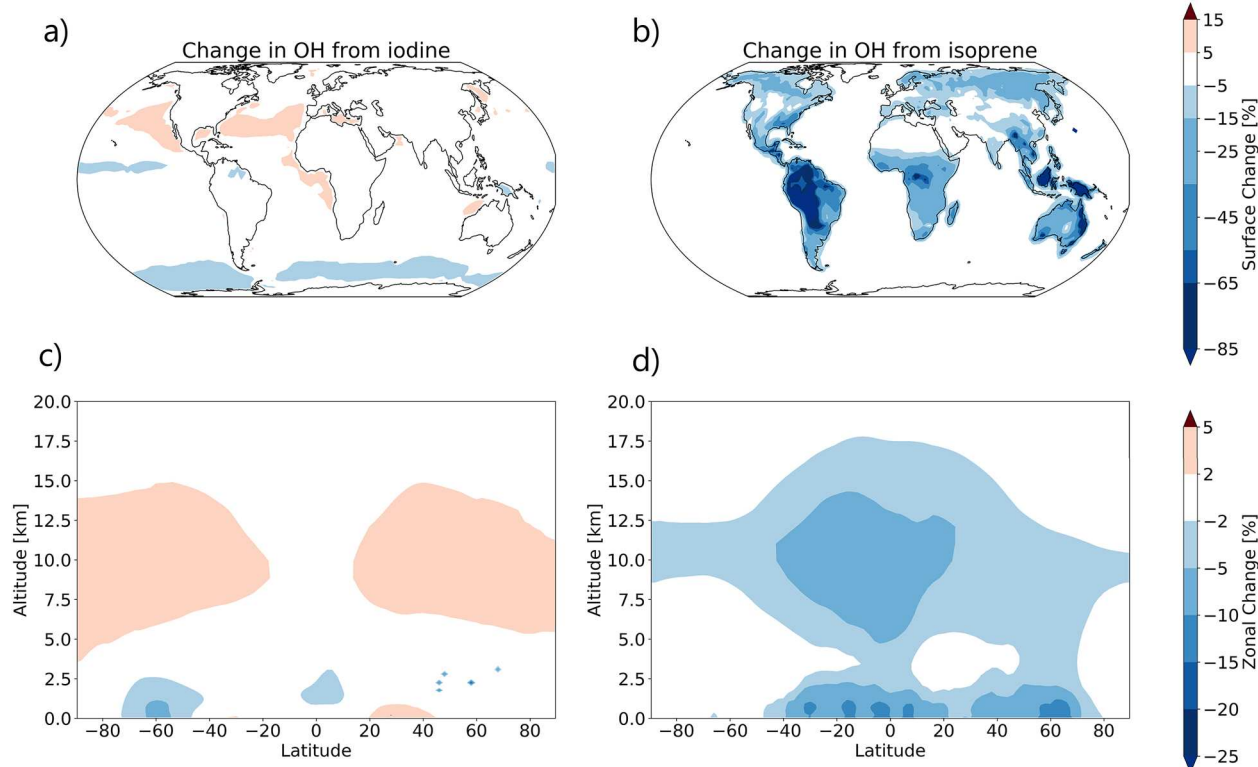 a)
Change in OH from iodine
b)
Change in OH from isoprene
15
5
−5
−15
−25
−45
−65
−85
Surface Change [%]
c)
20.0
17.5
15.0
12.5
10.0
7.5
5.0
2.5
0.0
Altitude [km]
−80 −60 −40 −20 0 20 40 60 80
Latitude
d)
20.0
17.5
15.0
12.5
10.0
7.5
5.0
2.5
0.0
Altitude [km]
−80 −60 −40 −20 0 20 40 60 80
Latitude
5
2
−2
−5
−10
−15
−20
−25
Zonal Change [%]